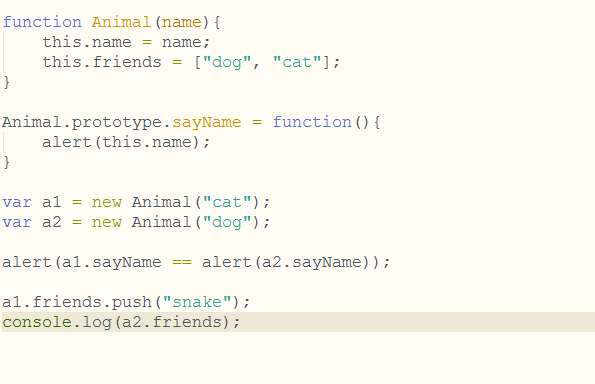 function Animal(name){
    this.name = name;
    this.friends = ["dog", "cat"];
}
Animal.prototype.sayName = function(){
    alert(this.name);
}
var a1 = new Animal("cat");
var a2 = new Animal("dog");
alert(a1.sayName == alert(a2.sayName));
a1.friends.push("snake");
console.log(a2.friends);